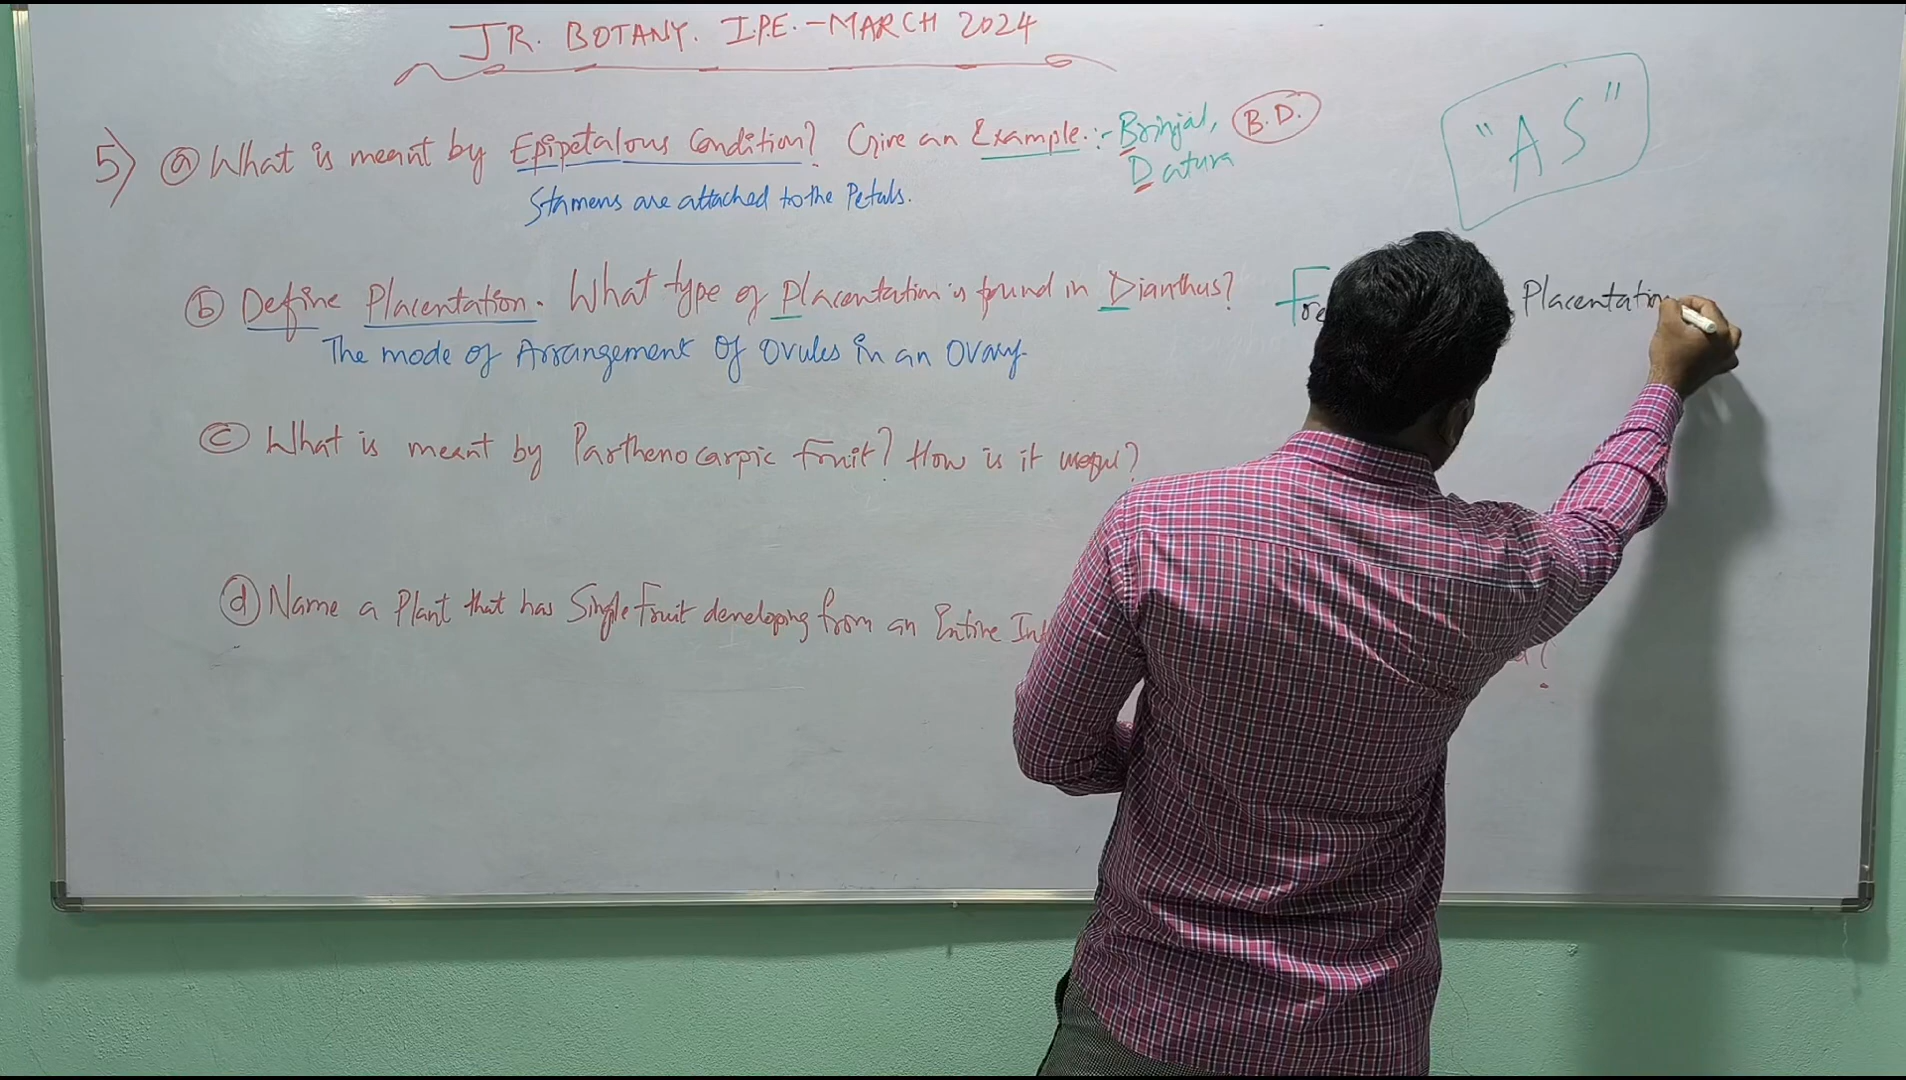 JR. BOTANY. I.P.E. - MARCH 2024
"AS"
5) a What is meant by Epipetalous Condition? Give an Example. :- Brinjal, B.D.
Datura
Stamens are attached to the Petals.
b Define Placentation. What type of Placentation is found in Dianthus? Fre Placentation
The mode of Arrangement Of Ovules in an Ovary.
c What is meant by Parthenocarpic fruit? How is it useful?
d Name a Plant that has Single Fruit developing from an Entire